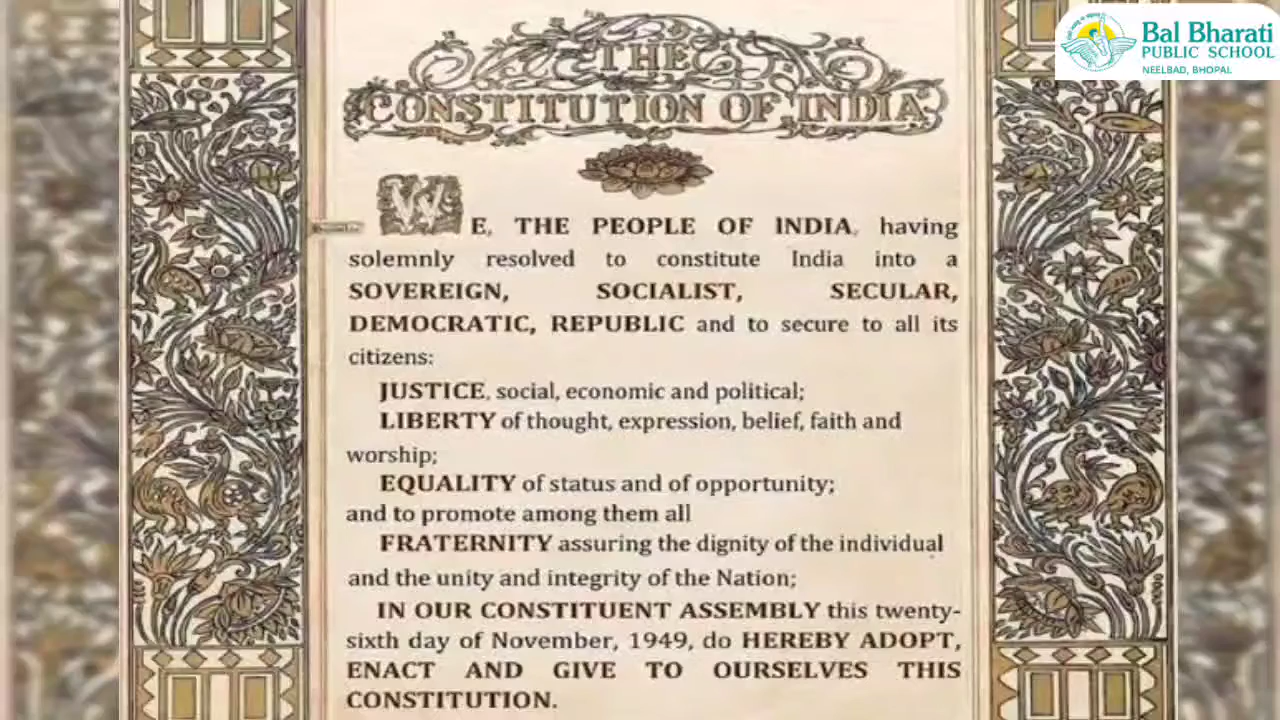 Bal Bharati
PUBLIC SCHOOL
NEELBAD, BHOPAL
THE
CONSTITUTION OF INDIA
WE, THE PEOPLE OF INDIA, having
solemnly resolved to constitute India into a
SOVEREIGN, SOCIALIST, SECULAR,
DEMOCRATIC, REPUBLIC and to secure to all its
citizens:
JUSTICE, social, economic and political;
LIBERTY of thought, expression, belief, faith and
worship;
EQUALITY of status and of opportunity;
and to promote among them all
FRATERNITY assuring the dignity of the individual
and the unity and integrity of the Nation;
IN OUR CONSTITUENT ASSEMBLY this twenty-
sixth day of November, 1949, do HEREBY ADOPT,
ENACT AND GIVE TO OURSELVES THIS
CONSTITUTION.